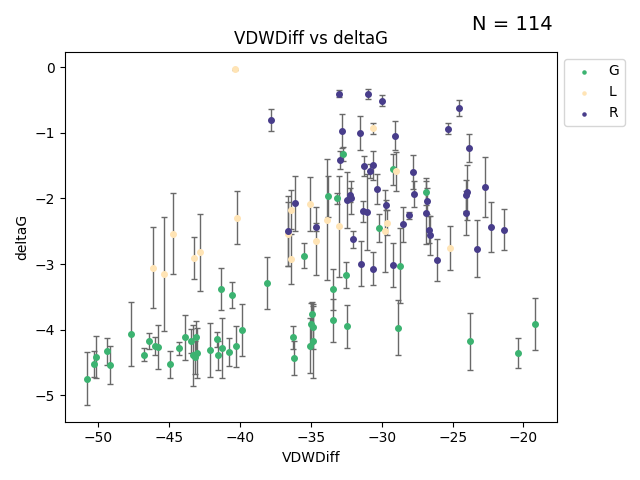 N = 114
VDWDiff vs deltaG
G
L
R
deltaG
0
−1
−2
−3
−4
−5
−50
−45
−40
−35
−30
−25
−20
VDWDiff